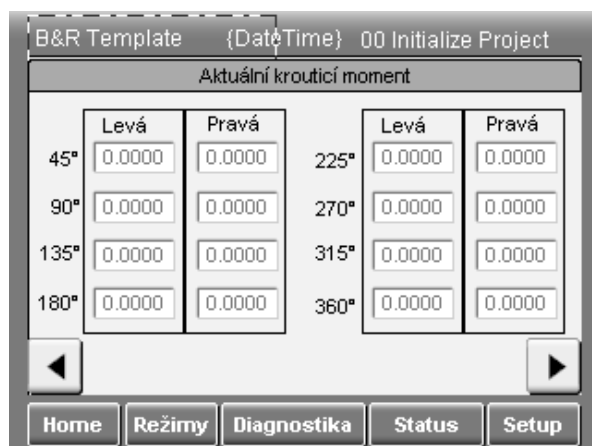 B&R Template {DateTime} 00 Initialize Project
Aktuální krouticí moment
Levá Pravá Levá Pravá
45° 0.0000 0.0000 225° 0.0000 0.0000
90° 0.0000 0.0000 270° 0.0000 0.0000
135° 0.0000 0.0000 315° 0.0000 0.0000
180° 0.0000 0.0000 360° 0.0000 0.0000
Home Režimy Diagnostika Status Setup